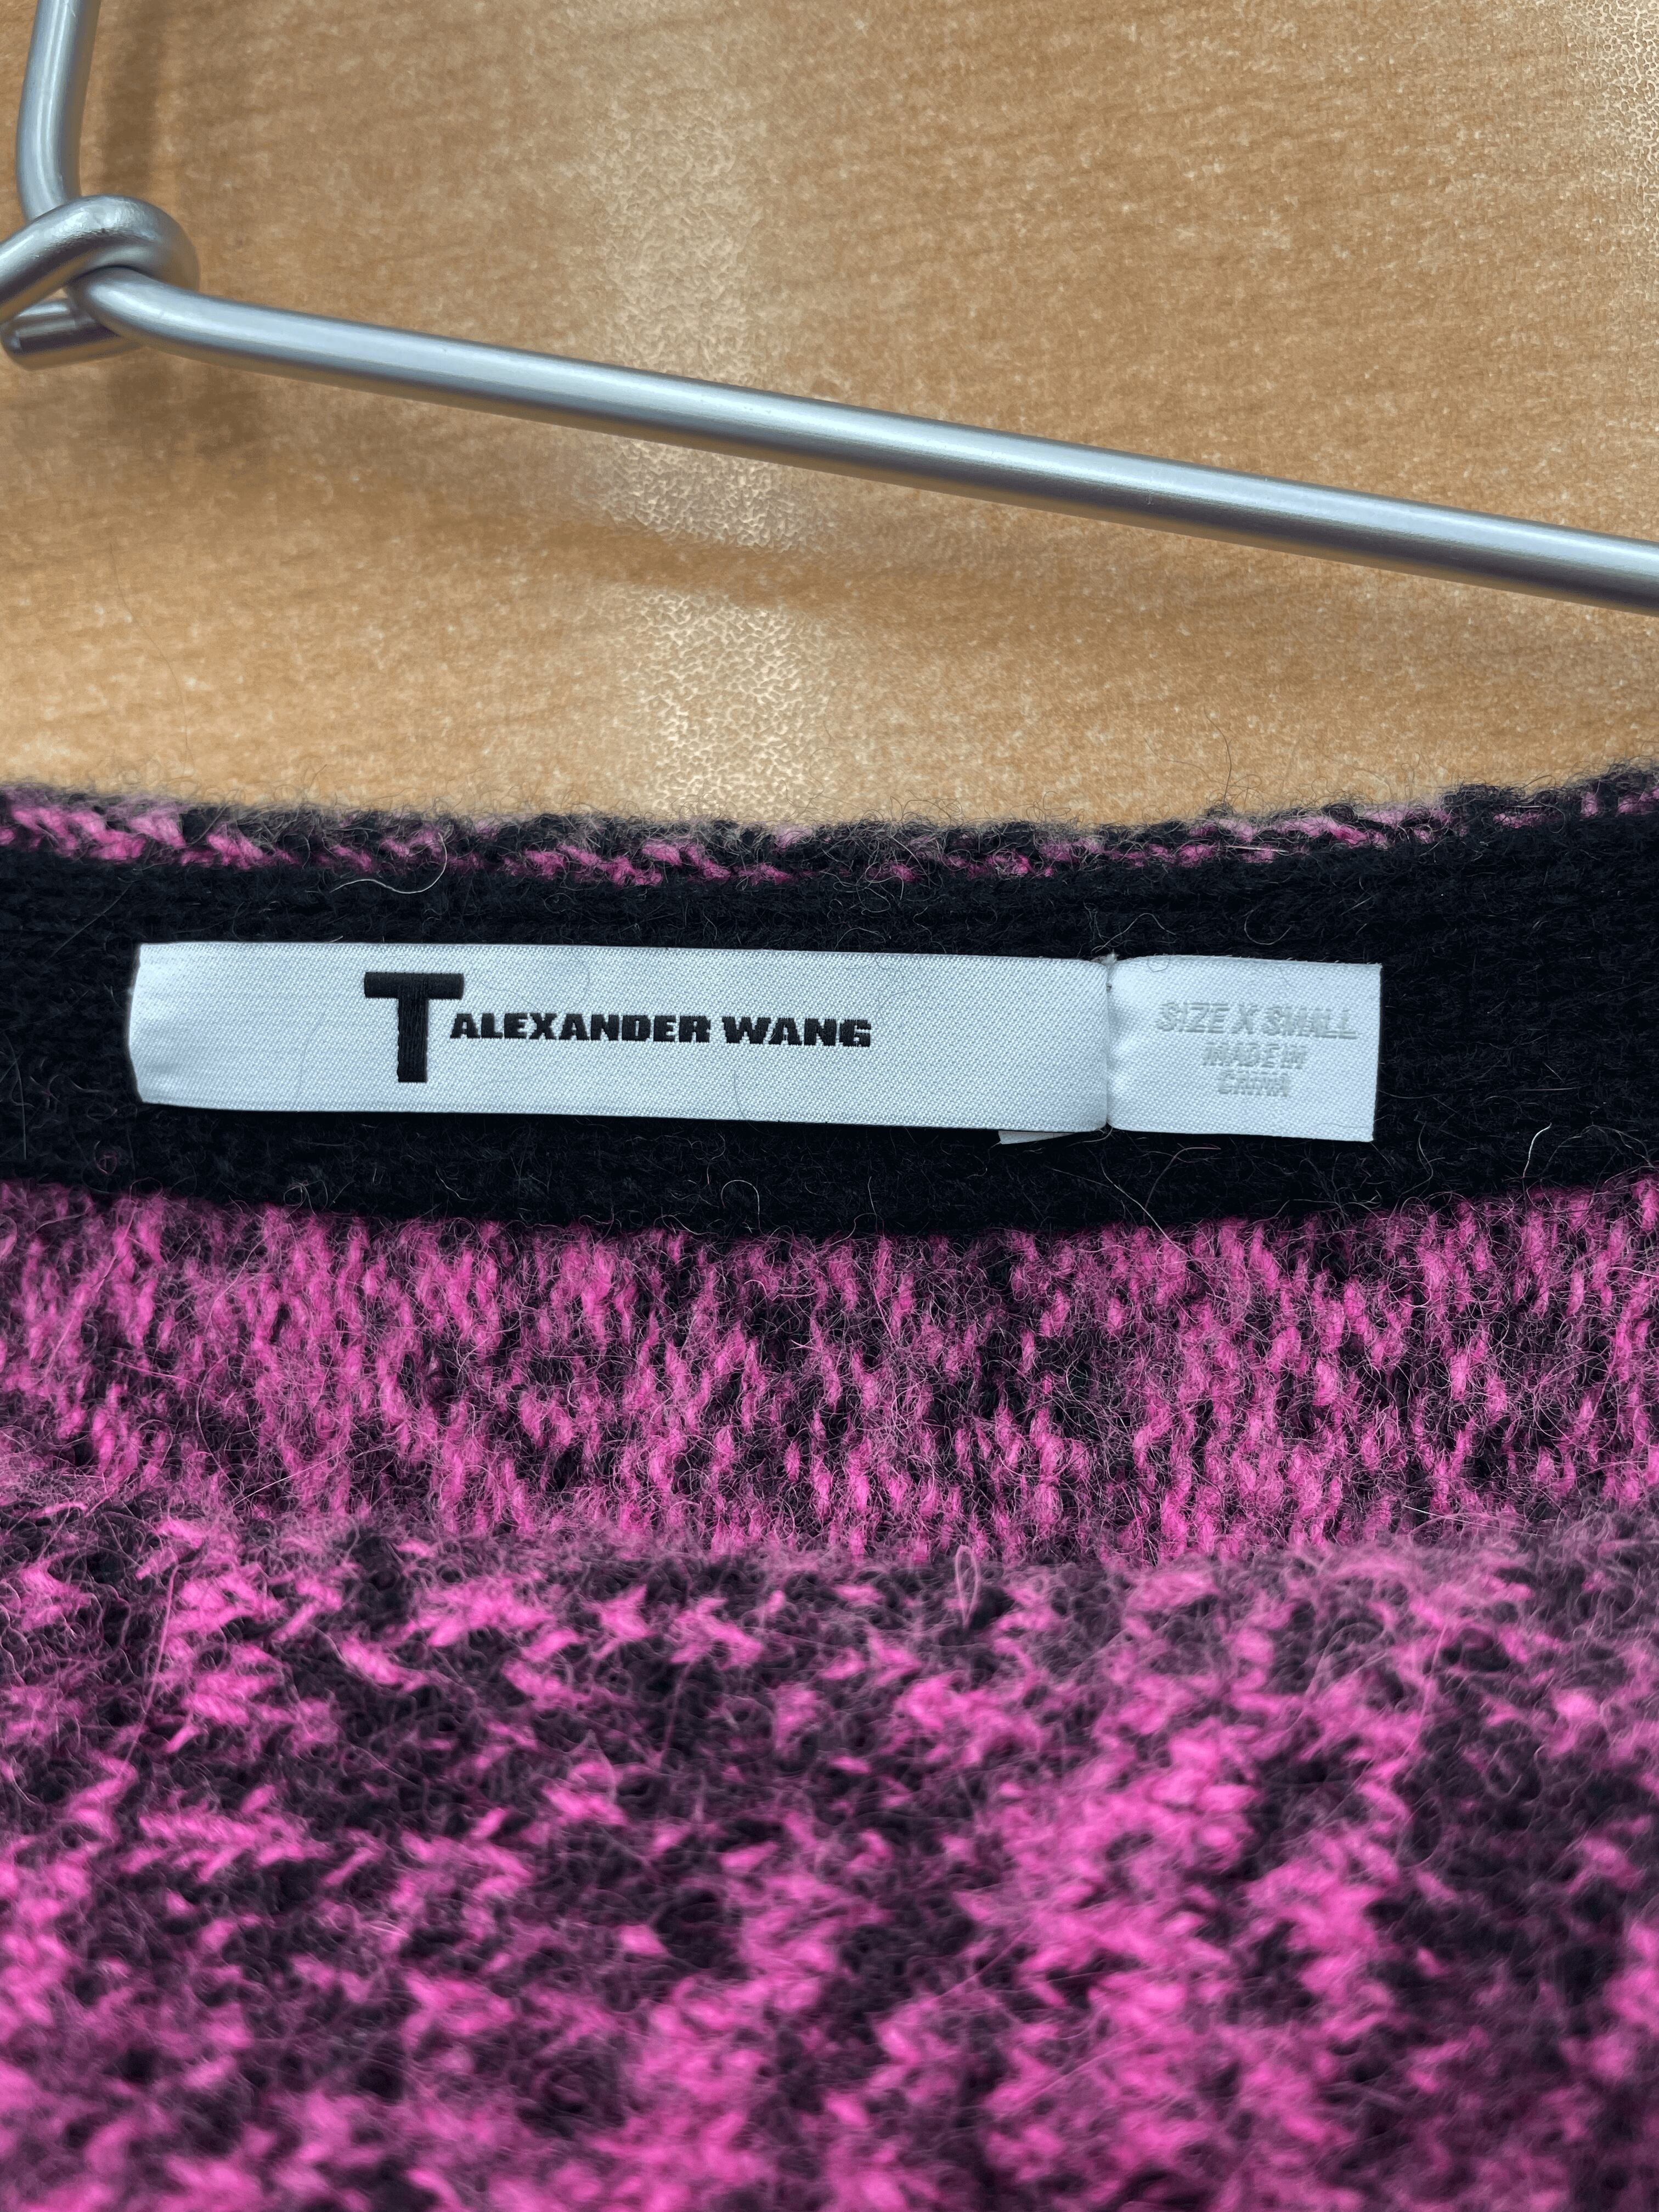 T ALEXANDER WANG
SIZE X SMALL
MADE IN
CHINA